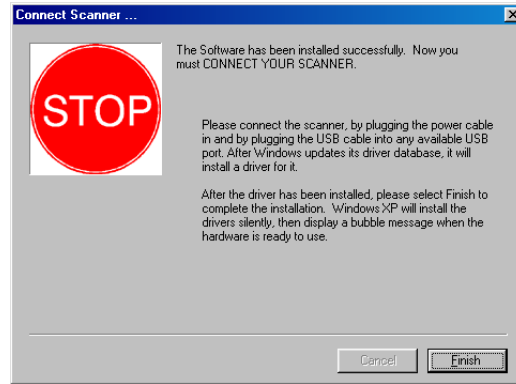 Connect Scanner ...
STOP
The Software has been installed successfully. Now you
must CONNECT YOUR SCANNER.
Please connect the scanner, by plugging the power cable
in and by plugging the USB cable into any available USB
port. After Windows updates its driver database, it will
install a driver for it.
After the driver has been installed, please select Finish to
complete the installation. Windows XP will install the
drivers silently, then display a bubble message when the
hardware is ready to use.
Cancel Finish